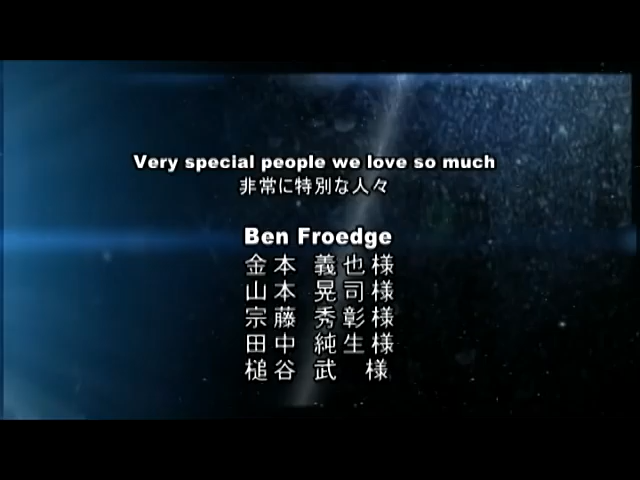 Very special people we love so much
非常に特別な人々
Ben Froedge
金本 義也様
山本 晃司様
宗藤 秀彰様
田中 純生様
槌谷 武 様